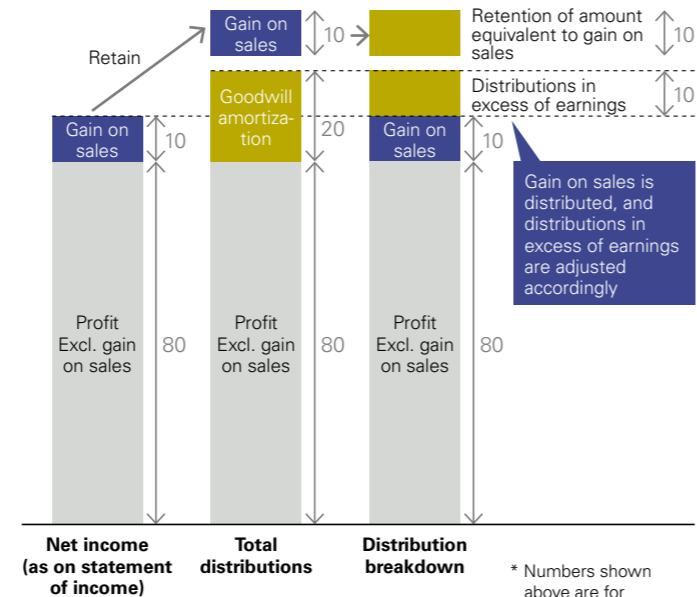 Gain on
sales
10
Retention of amount
equivalent to gain on
sales
10
Retain
Goodwill
amortiza-
tion
20
Distributions in
excess of earnings
10
Gain on
sales
10
Gain on
sales
10
Gain on sales is
distributed, and
distributions in
excess of earnings
are adjusted
accordingly
Profit
Excl. gain
on sales
80
Profit
Excl. gain
on sales
80
Profit
Excl. gain
on sales
80
Net income
(as on statement
of income)
Total
distributions
Distribution
breakdown
* Numbers shown
above are for